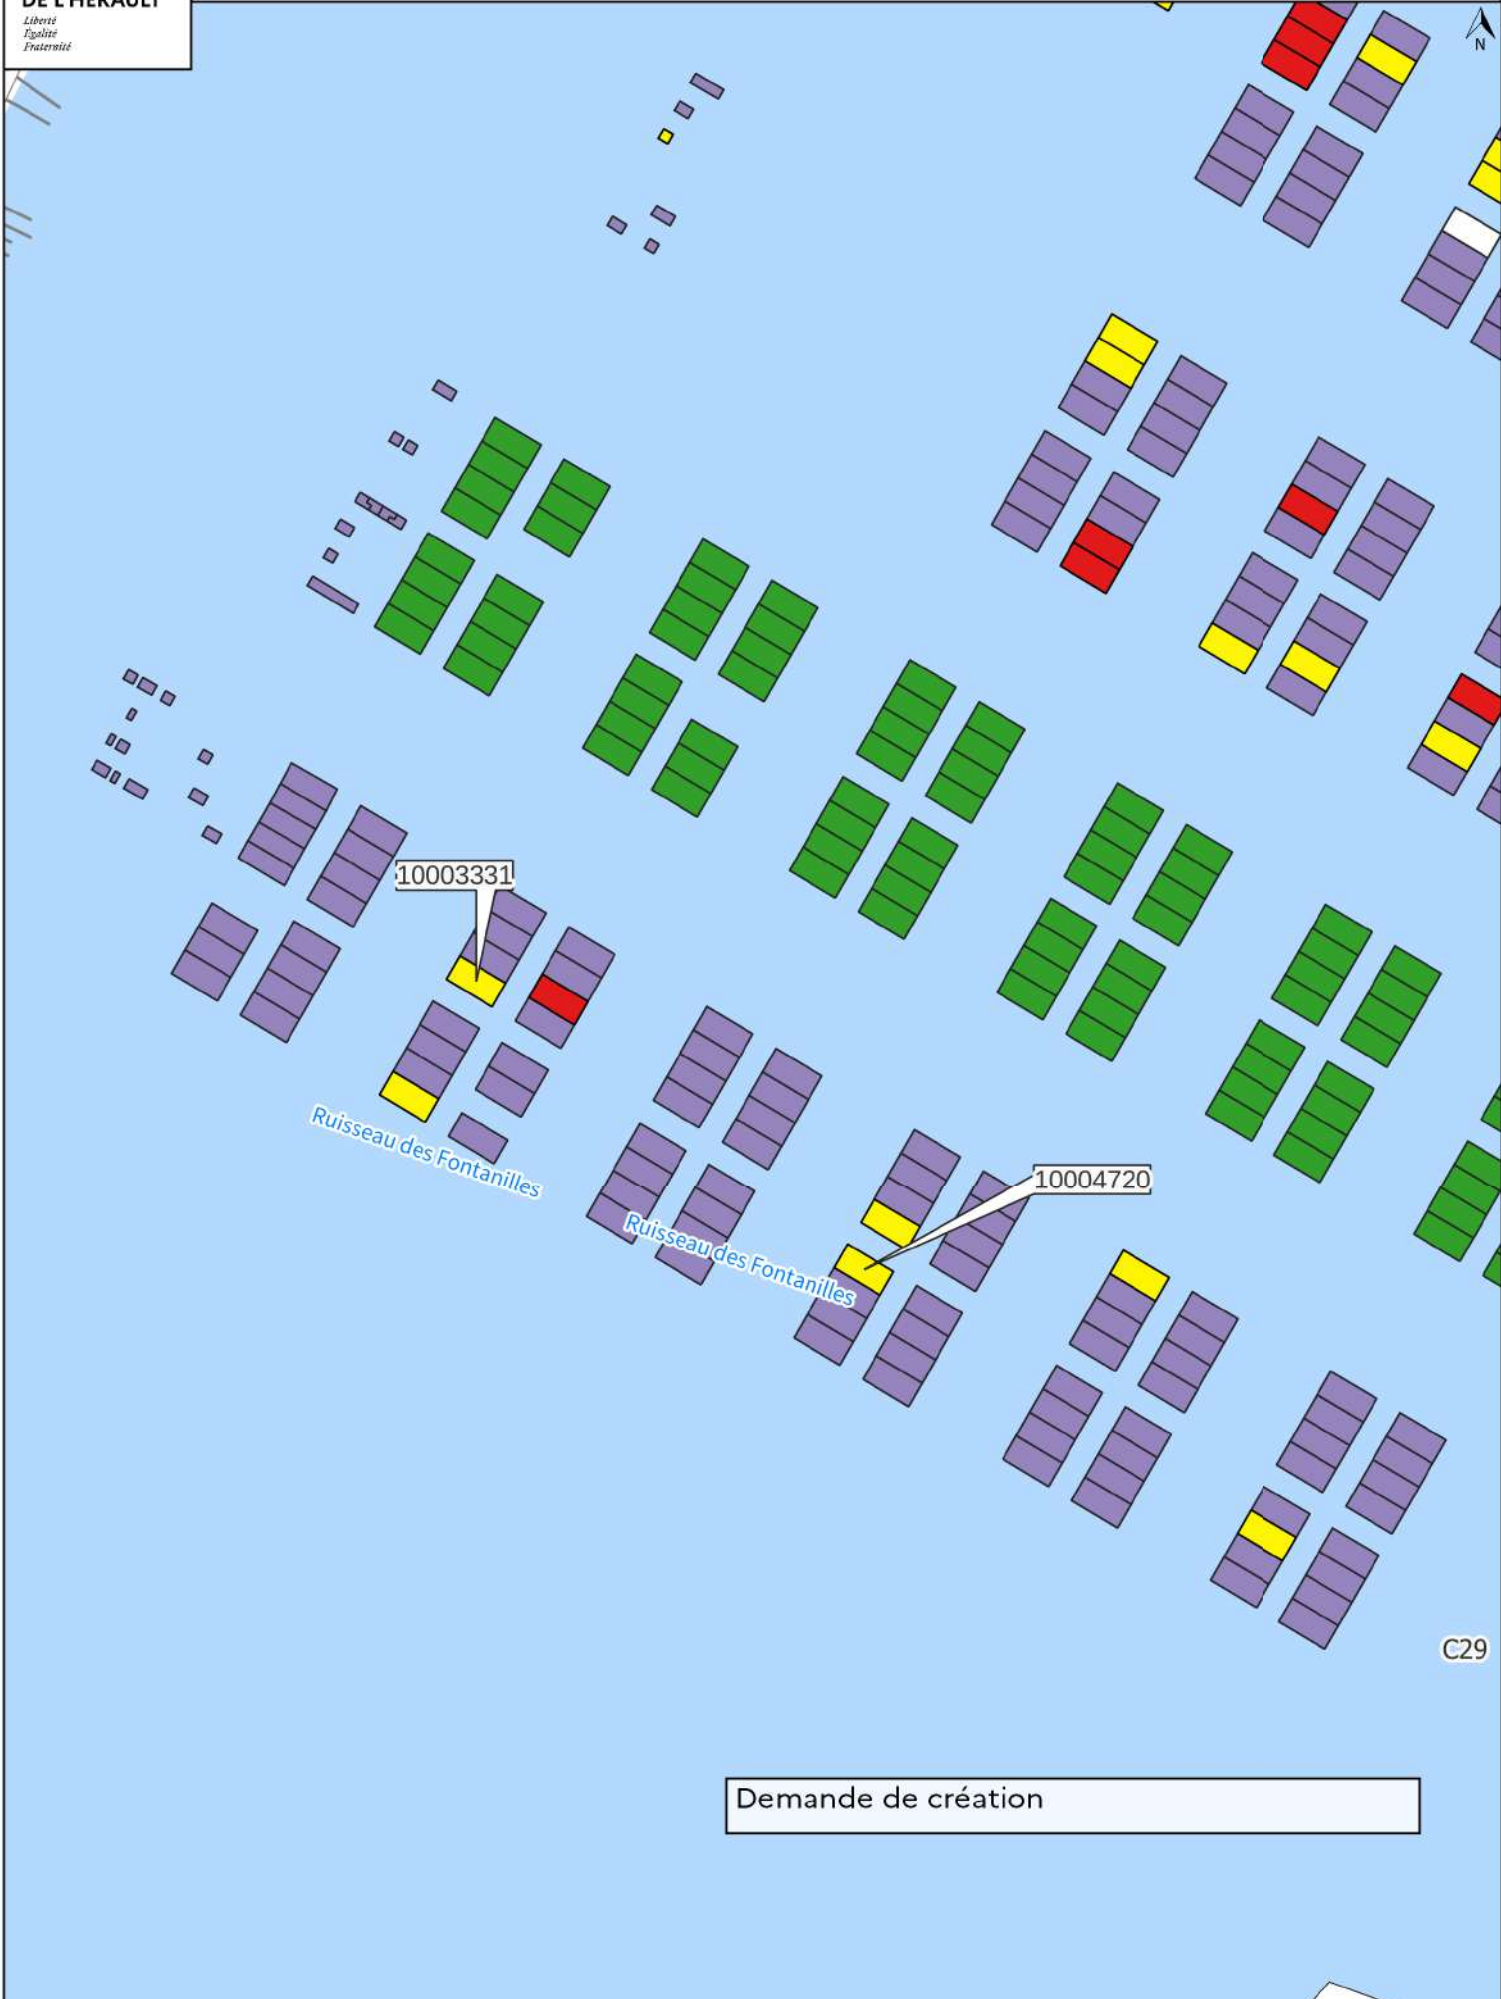 DE L'HÉRAULT
Liberté
Égalité
Fraternité
N
10003331
Ruisseau des Fontanilles
10004720
Ruisseau des Fontanilles
C29
Demande de création